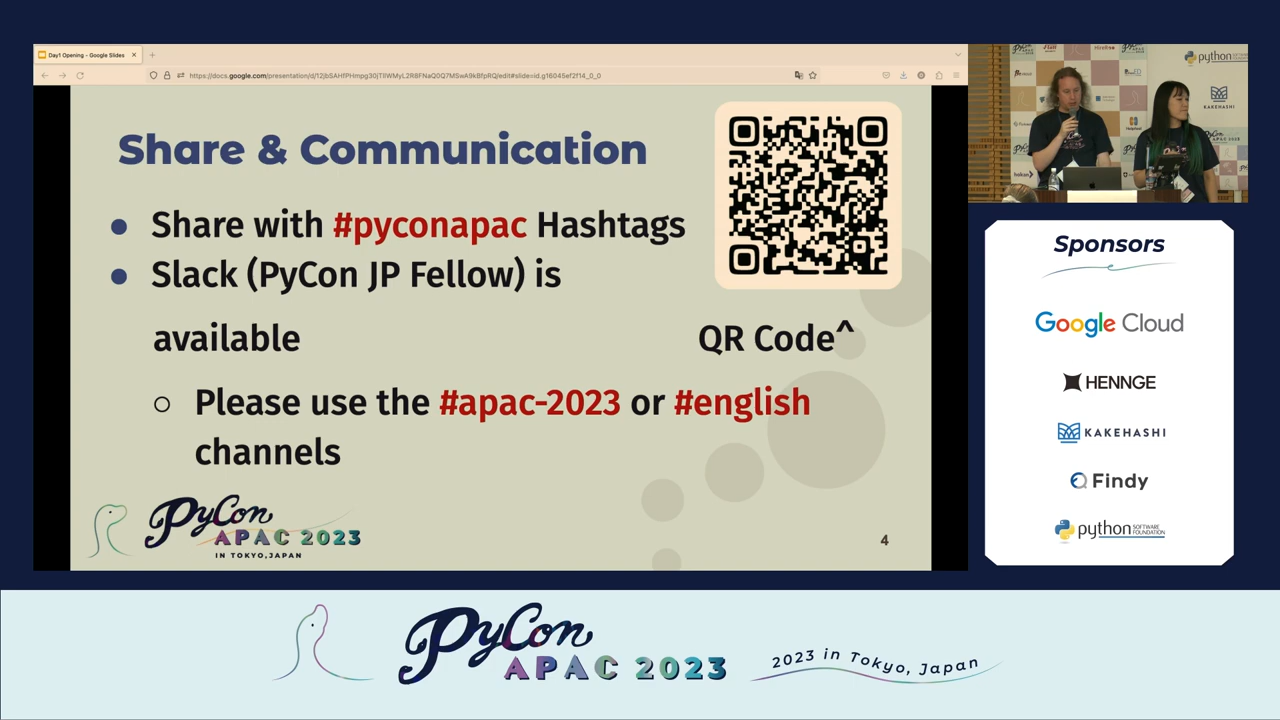 Day1 Opening - Google Slides
Share & Communication
Share with #pyconapac Hashtags
Slack (PyCon JP Fellow) is
available
QR Code^
Please use the #apac-2023 or #english
channels
PyCon
APAC 2023
IN TOKYO,JAPAN
4
python
KAKEHASHI
Sponsors
Google Cloud
HENNGE
KAKEHASHI
Findy
python SOFTWARE FOUNDATION
PyCon
APAC 2023
2023 in Tokyo, Japan